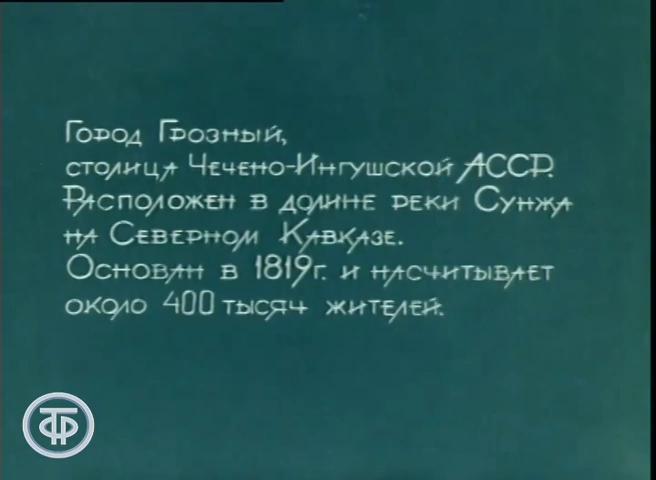 Город Грозный,
столица Чечено-Ингушской АССР.
Расположен в долине реки Сунжа
на Северном Кавказе.
Основан в 1819г. и насчитывает
около 400 тысяч жителей.